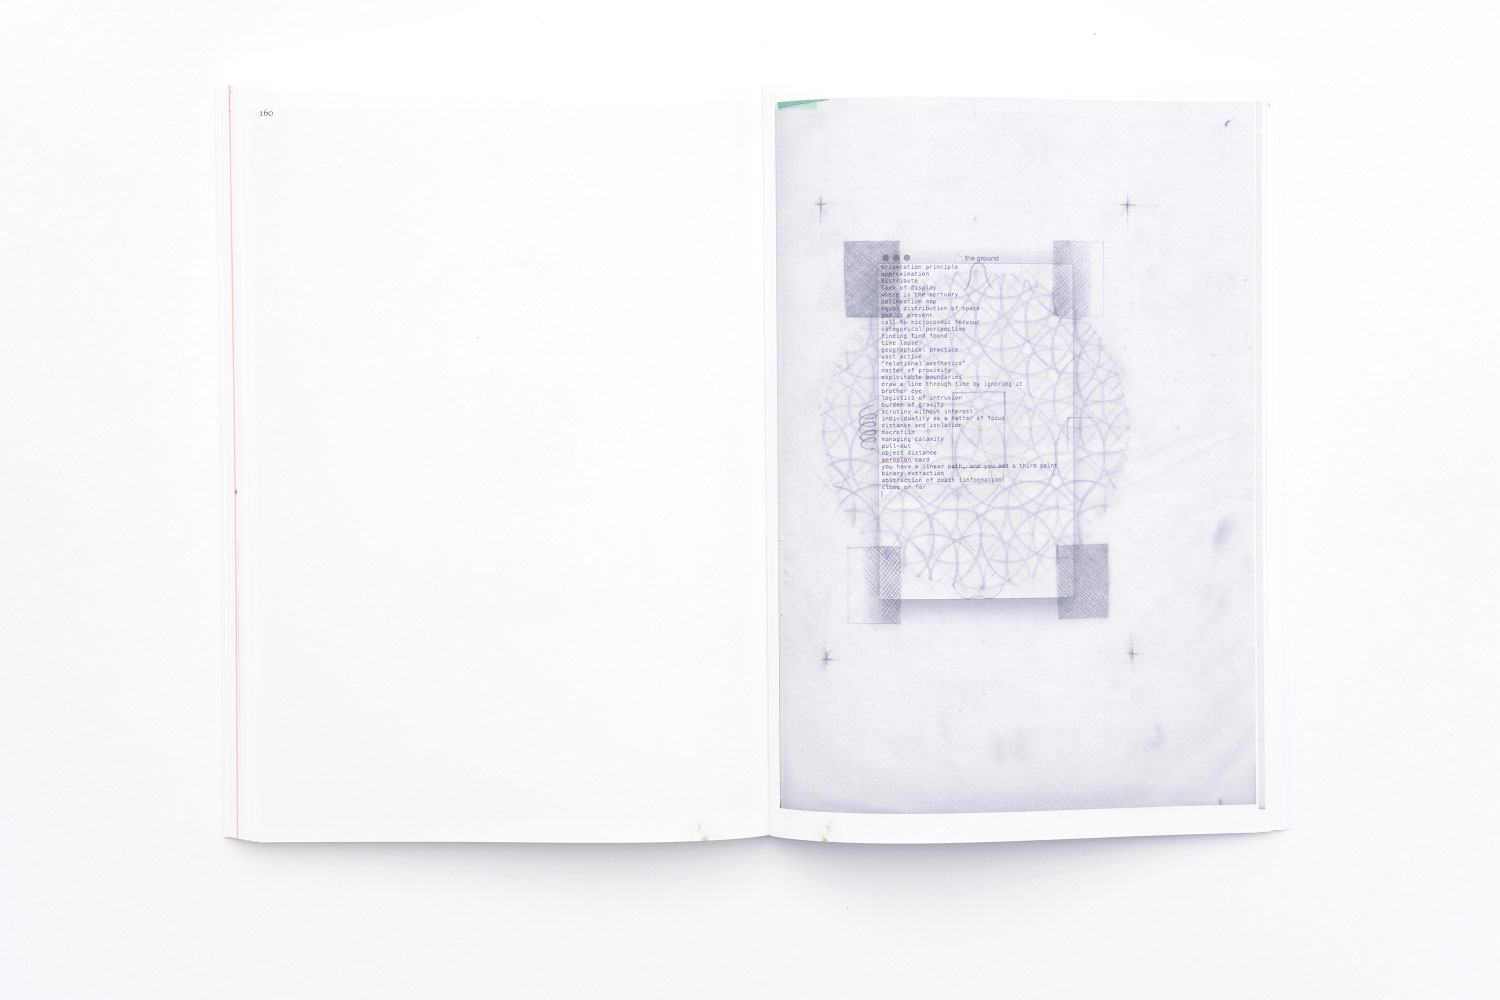 160
the ground
orientation principle
approximation
distribute
lack of display
where is the mortuary
delineation map
equal distribution of space
god is present
call to microcosmic fervour
categorical perspective
finding find found
time lapse
geographical practice
vast active
"relational aesthetics"
matter of proximity
exploitable boundaries
draw a line through time by ignoring it
brother eye
logistics of intrusion
burden of gravity
scrutiny without interest
individuality as a matter of focus
distance and isolation
macrofilm
managing calamity
pull-out
object distance
aeroplan card
you have a linear path, and you add a third point
binary extraction
abstraction of depth (information)
close or far